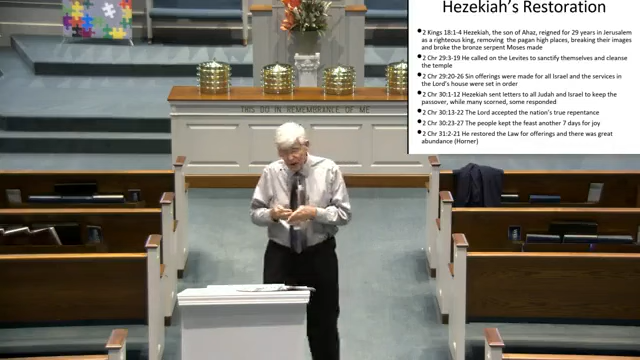 Hezekiah's Restoration
•2 Kings 18:1-4 Hezekiah, the son of Ahaz, reigned for 29 years in Jerusalem
as a righteous king, removing the pagan high places, breaking their images
and broke the bronze serpent Moses made
•2 Chr 29:3-19 He called on the Levites to sanctify themselves and cleanse
the temple
•2 Chr 29:20-26 Sin offerings were made for all Israel and the services in
the Lord's house were set in order
•2 Chr 30:1-12 Hezekiah sent letters to all Judah and Israel to keep the
passover, while many scorned, some responded
•2 Chr 30:13-22 The Lord accepted the nation's true repentance
•2 Chr 30:23-27 The people kept the feast another 7 days for joy
•2 Chr 31:2-21 He restored the Law for offerings and there was great
abundance (Horner)
THIS DO IN REMEMBRANCE OF ME